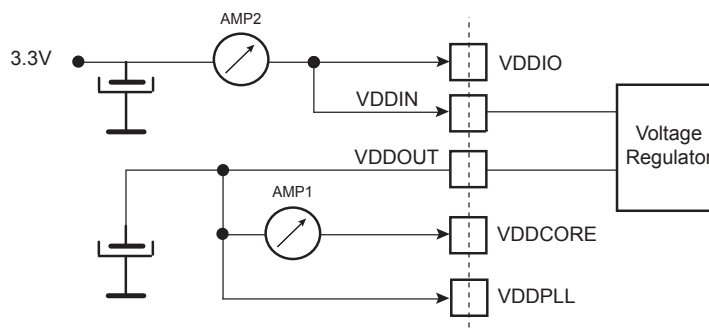 AMP2
3.3V
VDDIO
VDDIN
Voltage
Regulator
VDDOUT
AMP1
VDDCORE
VDDPLL